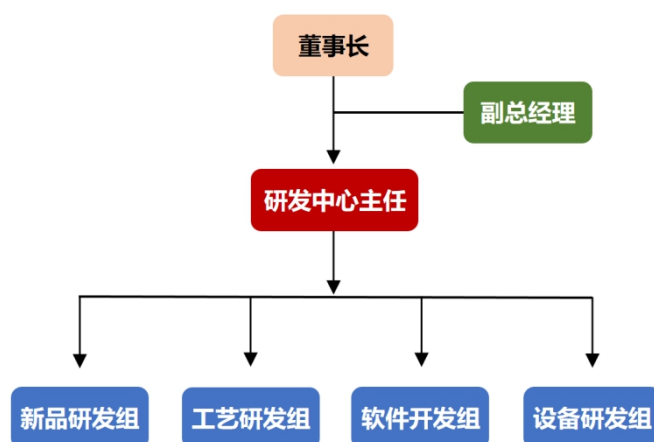 董事长
副总经理
研发中心主任
新品研发组
工艺研发组
软件开发组
设备研发组